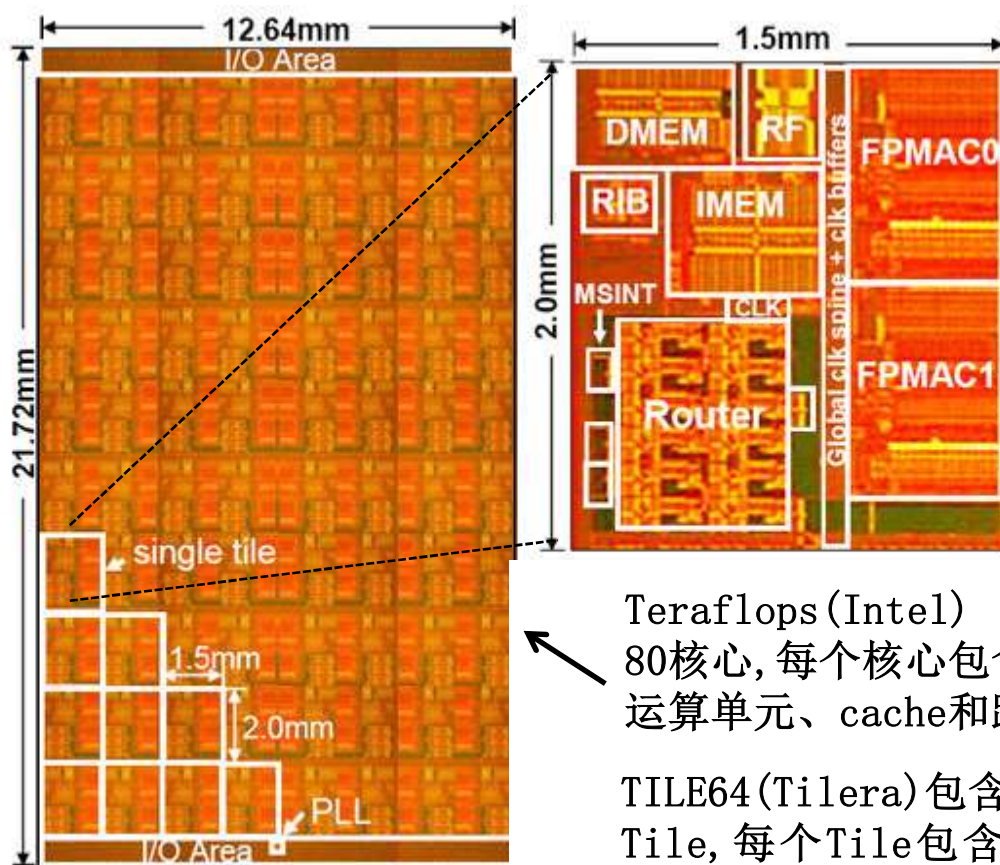 12.64mm
I/O Area
21.72mm
single tile
1.5mm
2.0mm
PLL
I/O Area
1.5mm
2.0mm
DMEM
RF
RIB
IMEM
MSINT
CLK
Router
Global clk spine + clk buffers
FPMAC0
FPMAC1
Teraflops(Intel)
80核心,每个核心包
运算单元、cache和
TILE64(Tilera)包含
Tile,每个Tile包含